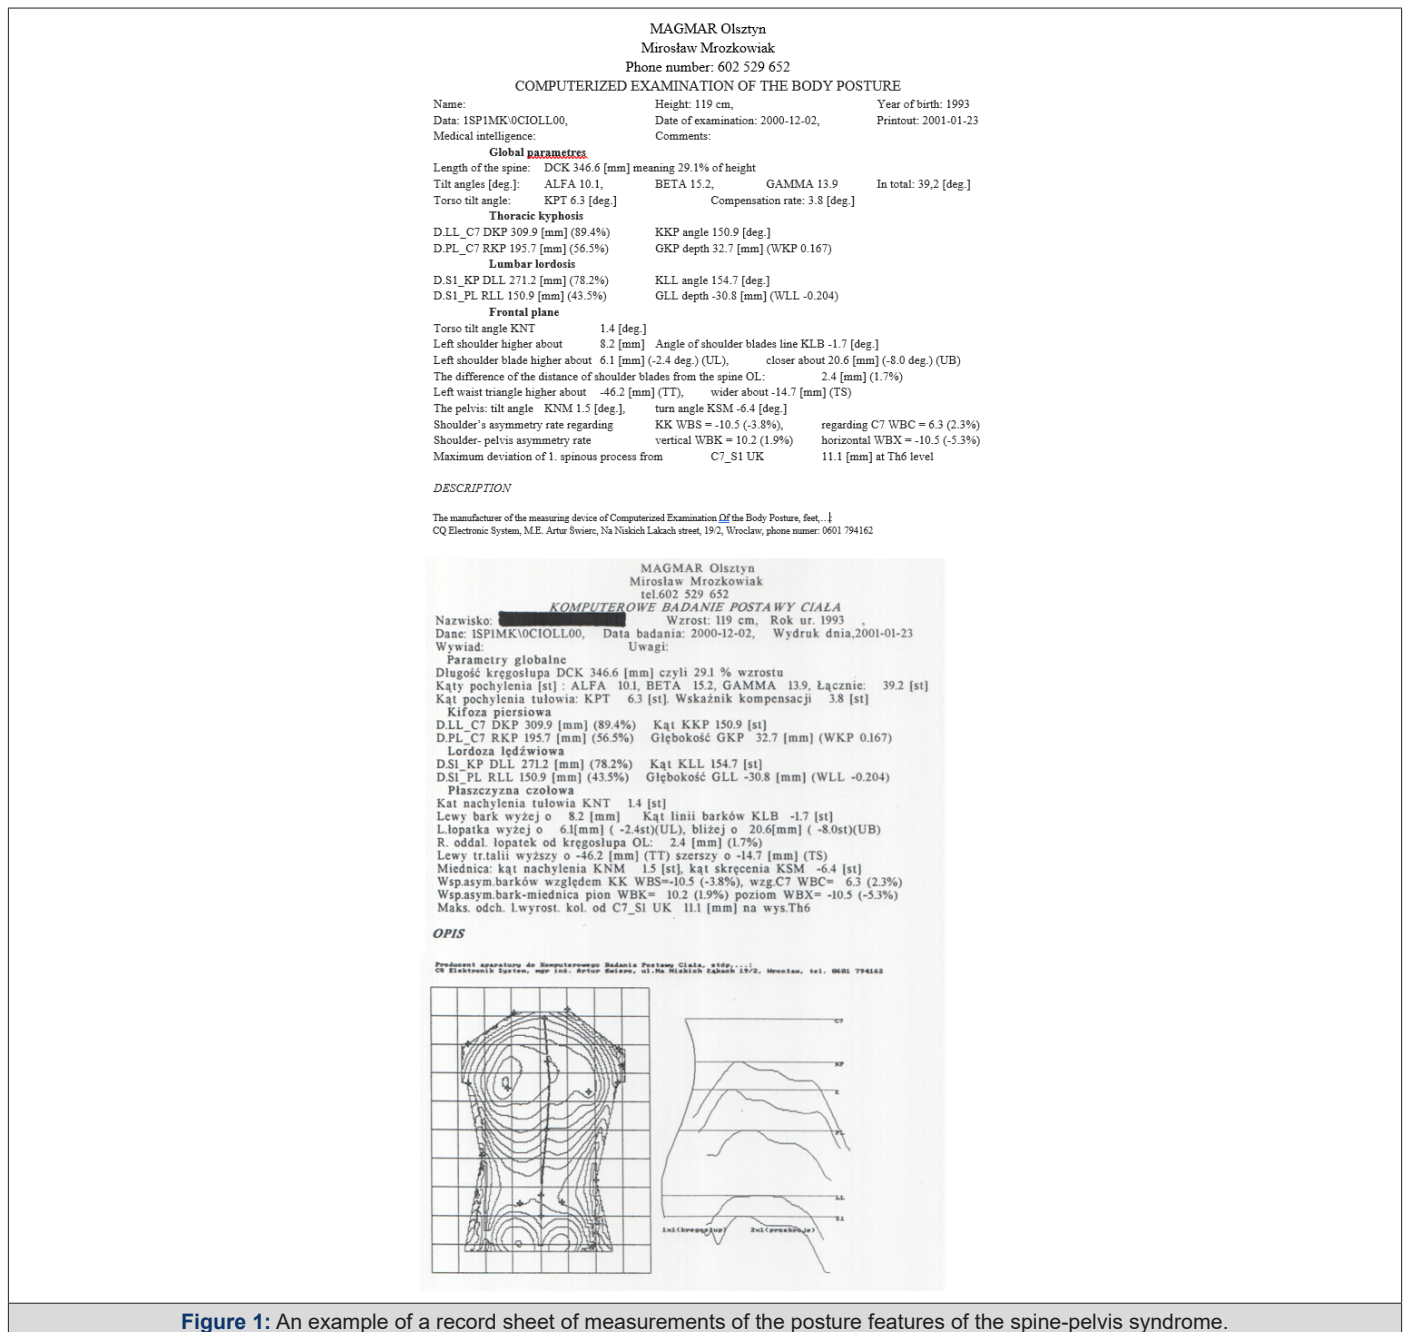 MAGMAR Olsztyn
Mirosław Mrozkowiak
Phone number: 602 529 652
COMPUTERIZED EXAMINATION OF THE BODY POSTURE
Name: Height: 119 cm, Year of birth: 1993
Data: 1SP1MK\0CIOLL00, Date of examination: 2000-12-02, Printout: 2001-01-23
Medical intelligence: Comments:
Global parametres
Length of the spine: DCK 346.6 [mm] meaning 29.1% of height
Tilt angles [deg.]: ALFA 10.1, BETA 15.2, GAMMA 13.9 In total: 39,2 [deg.]
Torso tilt angle: KPT 6.3 [deg.] Compensation rate: 3.8 [deg.]
Thoracic kyphosis
D.LL_C7 DKP 309.9 [mm] (89.4%) KKP angle 150.9 [deg.]
D.PL_C7 RKP 195.7 [mm] (56.5%) GKP depth 32.7 [mm] (WKP 0.167)
Lumbar lordosis
D.S1_KP DLL 271.2 [mm] (78.2%) KLL angle 154.7 [deg.]
D.S1_PL RLL 150.9 [mm] (43.5%) GLL depth -30.8 [mm] (WLL -0.204)
Frontal plane
Torso tilt angle KNT 1.4 [deg.]
Left shoulder higher about 8.2 [mm] Angle of shoulder blades line KLB -1.7 [deg.]
Left shoulder blade higher about 6.1 [mm] (-2.4 deg.) (UL), closer about 20.6 [mm] (-8.0 deg.) (UB)
The difference of the distance of shoulder blades from the spine OL: 2.4 [mm] (1.7%)
Left waist triangle higher about -46.2 [mm] (TT), wider about -14.7 [mm] (TS)
The pelvis: tilt angle KNM 1.5 [deg.], turn angle KSM -6.4 [deg.]
Shoulder's asymmetry rate regarding KK WBS = -10.5 (-3.8%), regarding C7 WBC = 6.3 (2.3%)
Shoulder- pelvis asymmetry rate vertical WBK = 10.2 (1.9%) horizontal WBX = -10.5 (-5.3%)
Maximum deviation of 1. spinous process from C7_S1 UK 11.1 [mm] at Th6 level
DESCRIPTION
The manufacturer of the measuring device of Computerized Examination Of the Body Posture, feet,…:
CQ Electronic System, M.E. Artur Świerc, Na Niskich Lakach street, 19/2, Wroclaw, phone numer: 0601 794162
MAGMAR Olsztyn
Mirosław Mrozkowiak
tel.602 529 652
KOMPUTEROWE BADANIE POSTAWY CIAŁA
Nazwisko: Wzrost: 119 cm, Rok ur. 1993 ,
Dane: 1SP1MK\0CIOLL00, Data badania: 2000-12-02, Wydruk dnia,2001-01-23
Wywiad: Uwagi:
Parametry globalne
Długość kręgosłupa DCK 346.6 [mm] czyli 29.1 % wzrostu
Kąty pochylenia [st] : ALFA 10.1, BETA 15.2, GAMMA 13.9, Łącznie: 39.2 [st]
Kąt pochylenia tułowia: KPT 6.3 [st]. Wskaźnik kompensacji 3.8 [st]
Kifoza piersiowa
D.LL_C7 DKP 309.9 [mm] (89.4%) Kąt KKP 150.9 [st]
D.PL_C7 RKP 195.7 [mm] (56.5%) Głębokość GKP 32.7 [mm] (WKP 0.167)
Lordoza lędźwiowa
D.S1_KP DLL 271.2 [mm] (78.2%) Kąt KLL 154.7 [st]
D.S1_PL RLL 150.9 [mm] (43.5%) Głębokość GLL -30.8 [mm] (WLL -0.204)
Płaszczyzna czołowa
Kat nachylenia tułowia KNT 1.4 [st]
Lewy bark wyżej o 8.2 [mm] Kąt linii barków KLB -1.7 [st]
L.łopatka wyżej o 6.1[mm] ( -2.4st)(UL), bliżej o 20.6[mm] ( -8.0st)(UB)
R. oddal. łopatek od kręgosłupa OL: 2.4 [mm] (1.7%)
Lewy tr.talii wyższy o -46.2 [mm] (TT) szerszy o -14.7 [mm] (TS)
Miednica: kąt nachylenia KNM 1.5 [st], kąt skręcenia KSM -6.4 [st]
Wsp.asym.barków względem KK WBS=-10.5 (-3.8%), wzg.C7 WBC= 6.3 (2.3%)
Wsp.asym.bark-miednica pion WBK= 10.2 (1.9%) poziom WBX= -10.5 (-5.3%)
Maks. odch. l.wyrost. kol. od C7_S1 UK 11.1 [mm] na wys.Th6
OPIS
Producent aparatury do Komputerowego Badania Postawy Ciała, stóp,...:
CQ Elektronik System, mgr inż. Artur Świerc, ul.Na Niskich Łąkach 19/2, Wrocław, tel. 0601 794162
C7
KP
PL
LL
S1
1ul(kręgosłup) 2ul(przekroje)
Figure 1: An example of a record sheet of measurements of the posture features of the spine-pelvis syndrome.